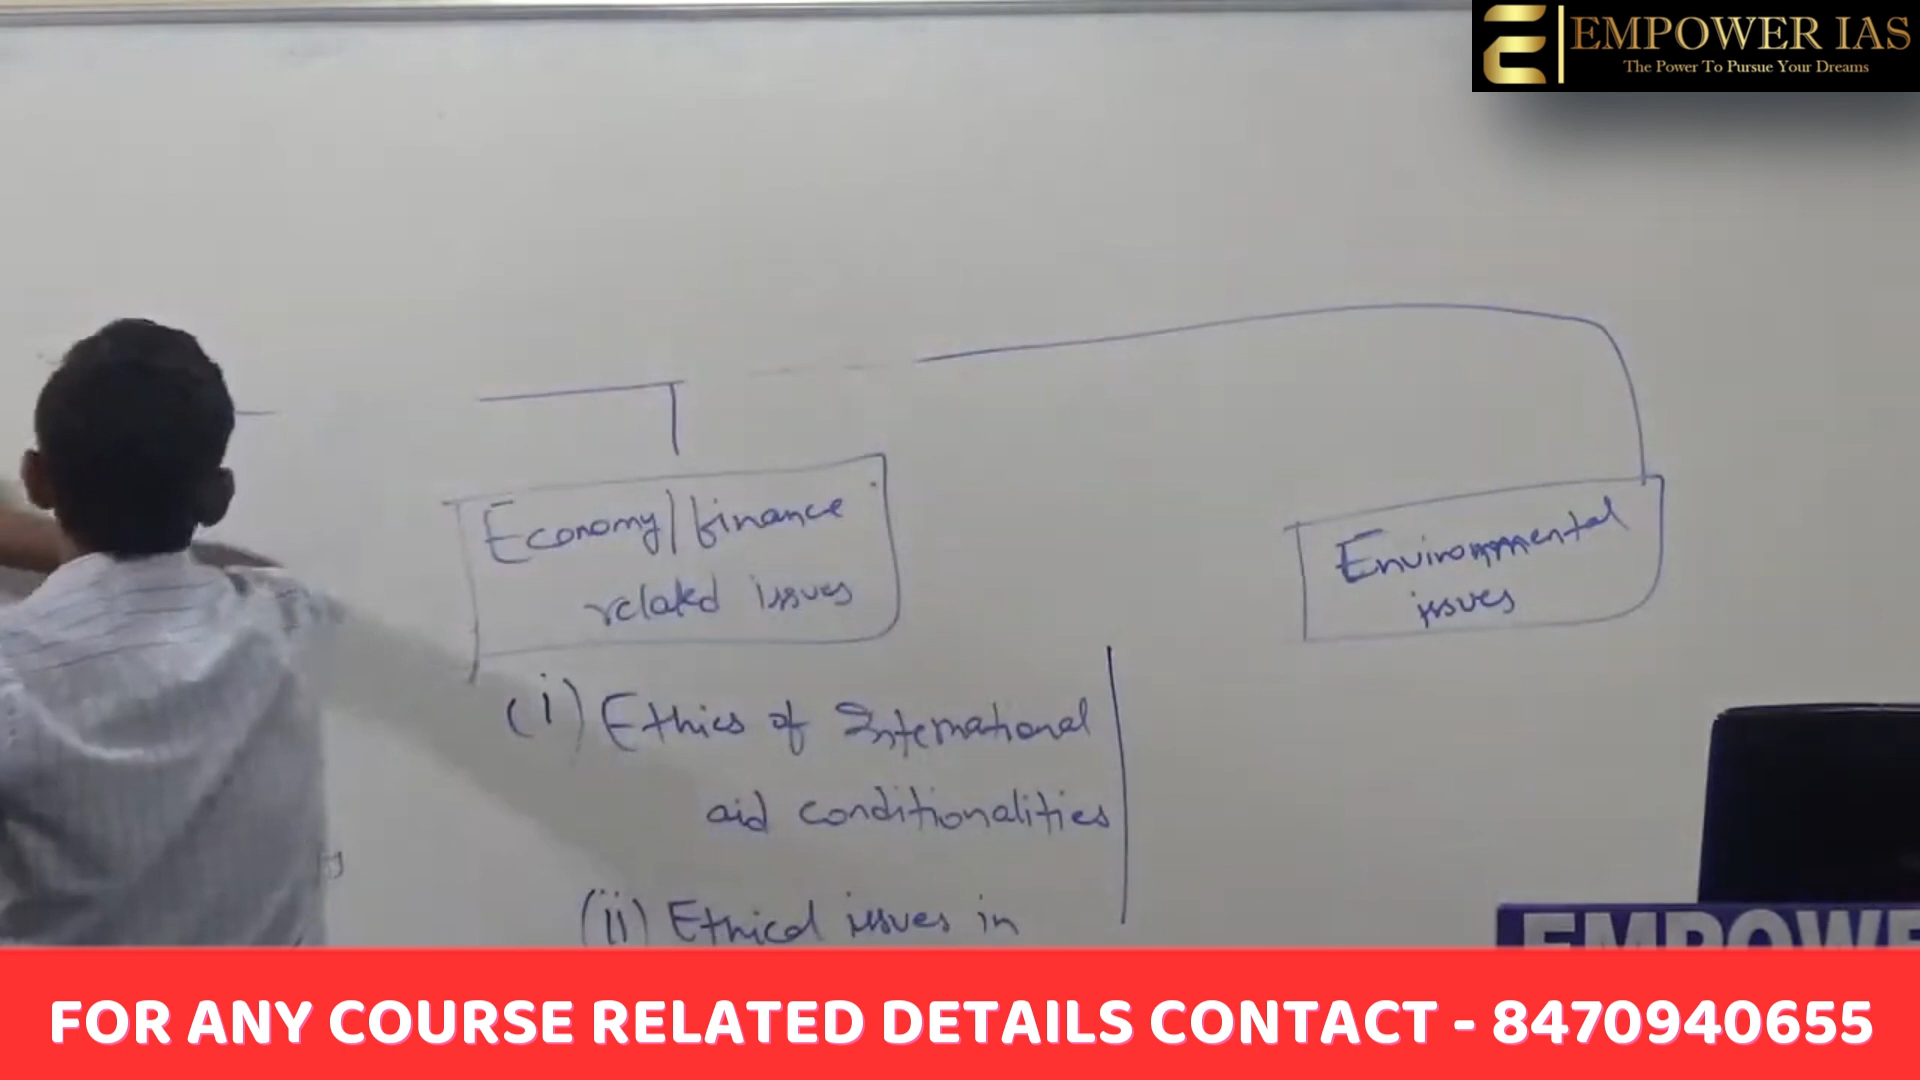 EMPOWER IAS
The Power To Pursue Your Dreams
Economy/finance
related issues
Environmental
issues
(i) Ethics of International
aid conditionalities
(ii) Ethical issues in
EMPOWE
FOR ANY COURSE RELATED DETAILS CONTACT - 8470940655